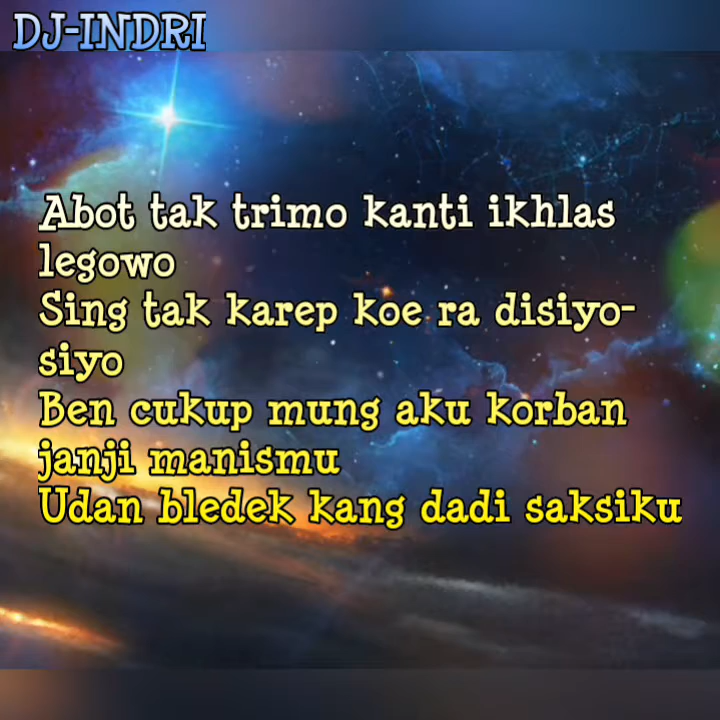 DJ-INDRI
Abot tak trimo kanti ikhlas
legowo
Sing tak karep koe ra disiyo-
siyo
Ben cukup mung aku korban
janji manismu
Udan bledek kang dadi saksiku